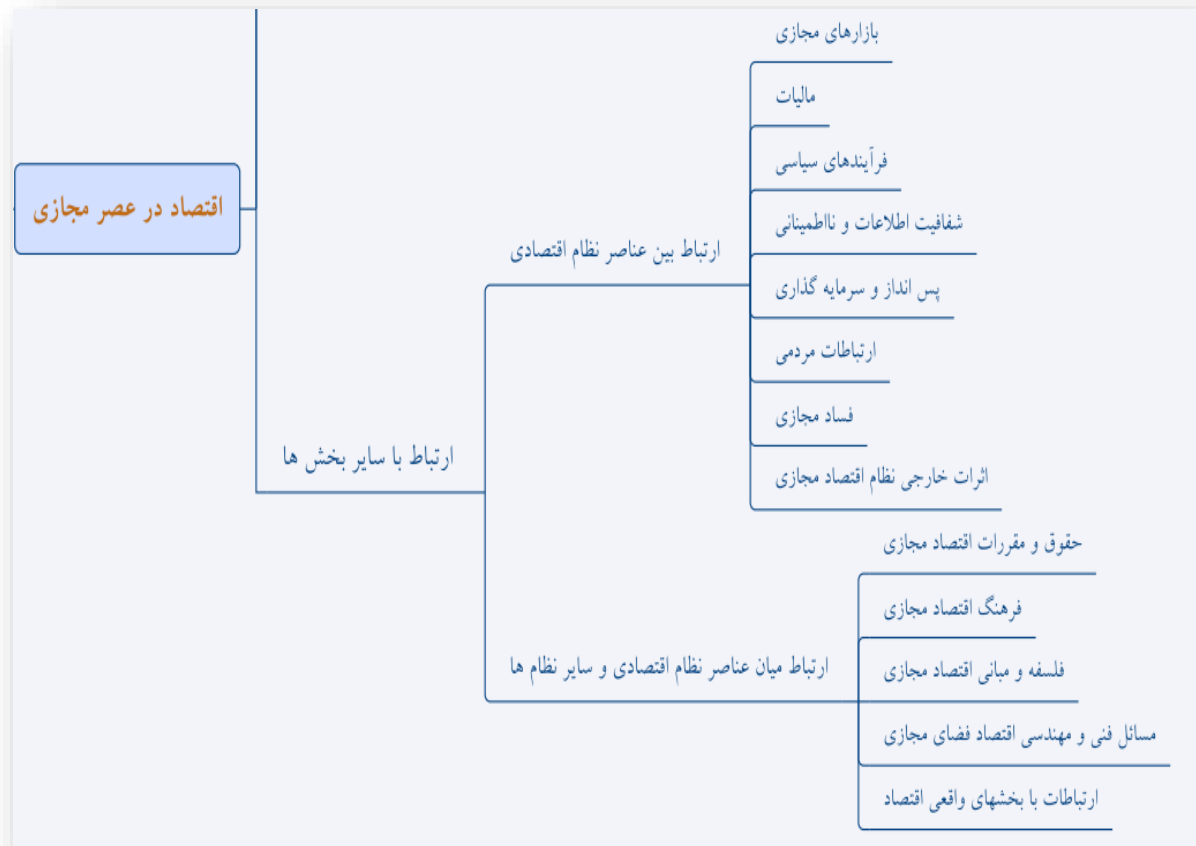 اقتصاد در عصر مجازی
ارتباط با سایر بخش ها
ارتباط بین عناصر نظام اقتصادی
بازارهای مجازی
مالیات
فرآیندهای سیاسی
شفافیت اطلاعات و نااطمینانی
پس انداز و سرمایه گذاری
ارتباطات مردمی
فساد مجازی
اثرات خارجی نظام اقتصاد مجازی
ارتباط میان عناصر نظام اقتصادی و سایر نظام ها
حقوق و مقررات اقتصاد مجازی
فرهنگ اقتصاد مجازی
فلسفه و مبانی اقتصاد مجازی
مسائل فنی و مهندسی اقتصاد فضای مجازی
ارتباطات با بخشهای واقعی اقتصاد